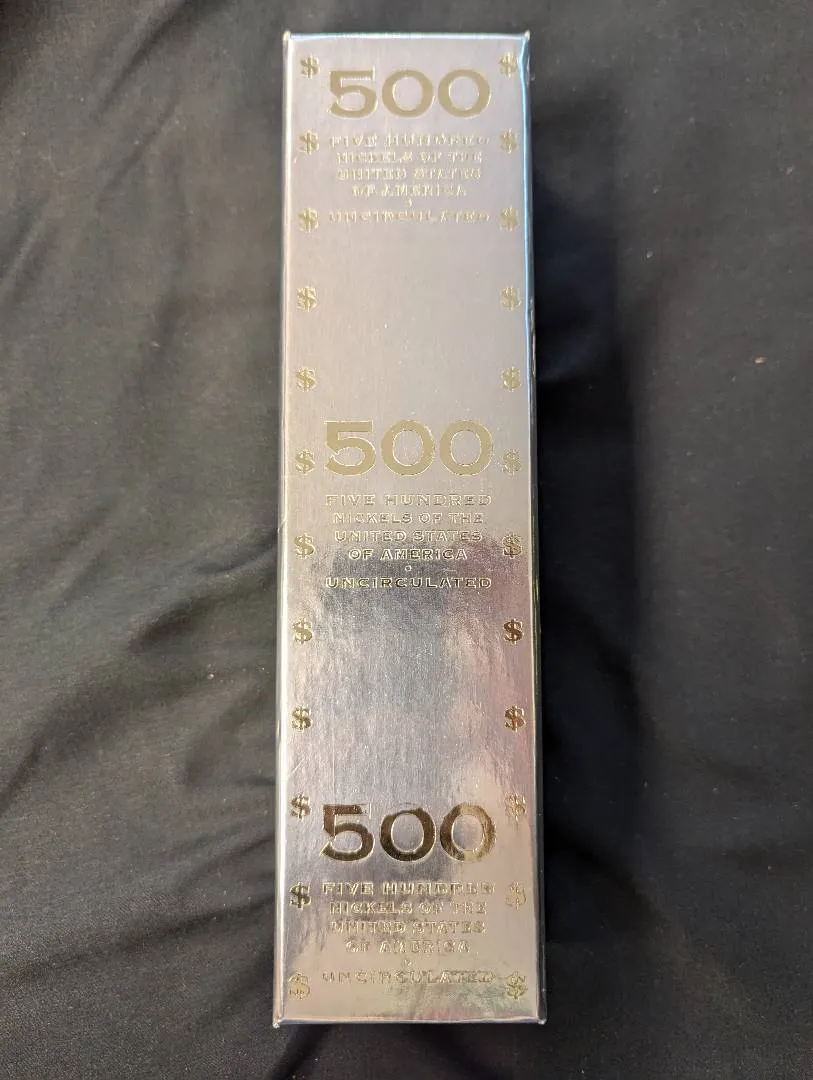 500
FIVE HUNDRED
NICKELS OF THE
UNITED STATES
OF AMERICA
•
UNCIRCULATED
500
FIVE HUNDRED
NICKELS OF THE
UNITED STATES
OF AMERICA
•
UNCIRCULATED
500
FIVE HUNDRED
NICKELS OF THE
UNITED STATES
OF AMERICA
•
UNCIRCULATED